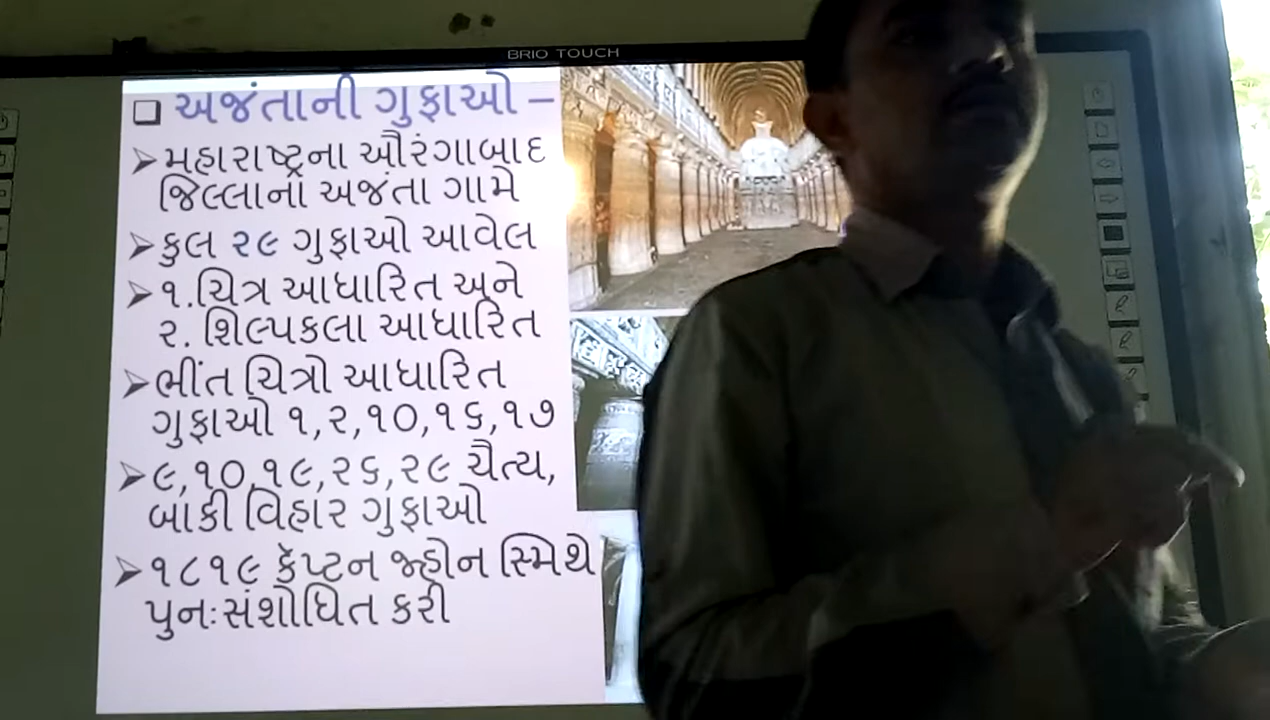 BRIO TOUCH
❑ અજંતાની ગુફાઓ –
➢ મહારાષ્ટ્રના ઔરંગાબાદ
જિલ્લાના અજંતા ગામે
➢ કુલ ૨૯ ગુફાઓ આવેલ
➢ ૧.ચિત્ર આધારિત અને
૨. શિલ્પકલા આધારિત
➢ ભીંત ચિત્રો આધારિત
ગુફાઓ ૧,૨,૧૦,૧૬,૧૭
➢ ૯,૧૦,૧૯,૨૬,૨૯ ચૈત્ય,
બાકી વિહાર ગુફાઓ
➢ ૧૮૧૯ કૅપ્ટન જ્હોન સ્મિથે
પુનઃસંશોધિત કરી